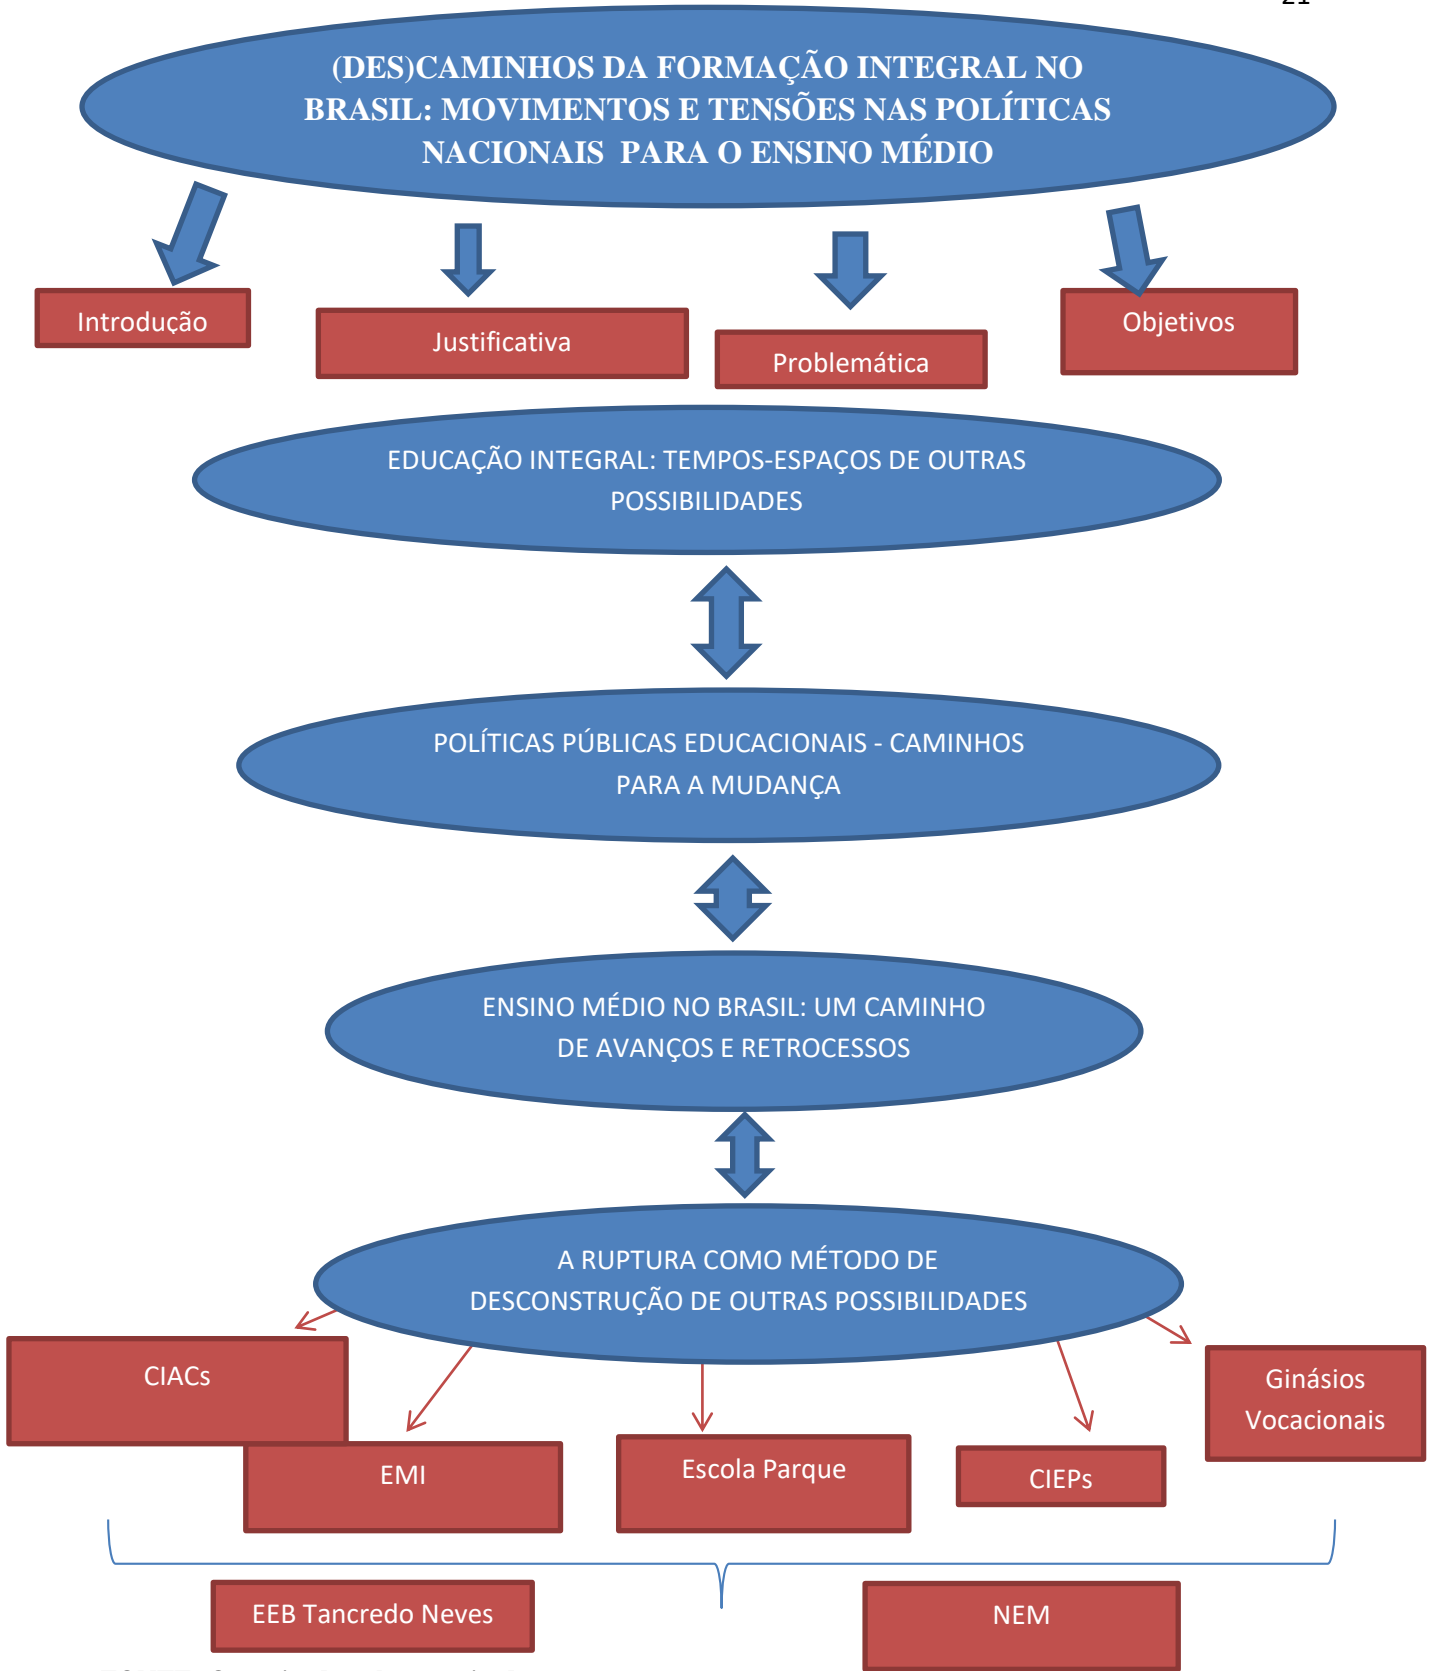 (DES)CAMINHOS DA FORMAÇÃO INTEGRAL NO
BRASIL: MOVIMENTOS E TENSÕES NAS POLÍTICAS
NACIONAIS PARA O ENSINO MÉDIO
Introdução
Justificativa
Problemática
Objetivos
EDUCAÇÃO INTEGRAL: TEMPOS-ESPAÇOS DE OUTRAS
POSSIBILIDADES
POLÍTICAS PÚBLICAS EDUCACIONAIS - CAMINHOS
PARA A MUDANÇA
ENSINO MÉDIO NO BRASIL: UM CAMINHO
DE AVANÇOS E RETROCESSOS
A RUPTURA COMO MÉTODO DE
DESCONSTRUÇÃO DE OUTRAS POSSIBILIDADES
CIACs
EMI
Escola Parque
CIEPs
Ginásios
Vocacionais
EEB Tancredo Neves
NEM